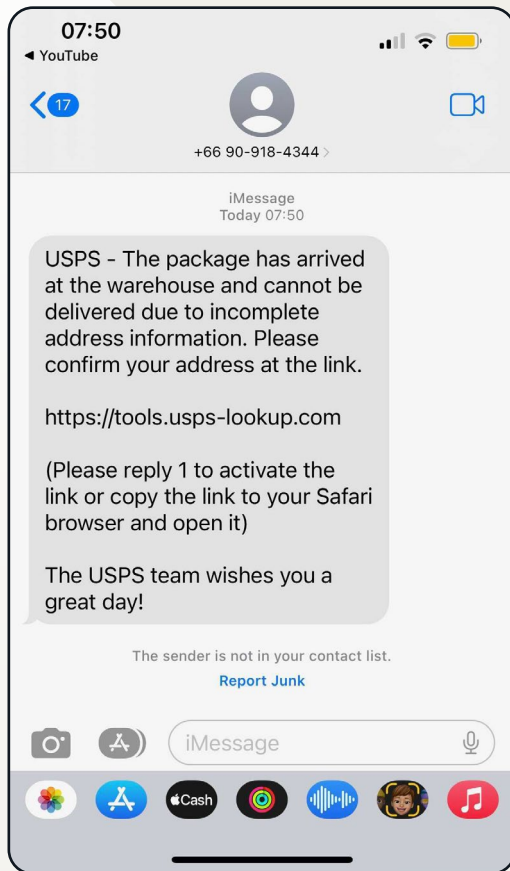 07:50
◀ YouTube
17
+66 90-918-4344 >
iMessage
Today 07:50
USPS - The package has arrived
at the warehouse and cannot be
delivered due to incomplete
address information. Please
confirm your address at the link.
https://tools.usps-lookup.com
(Please reply 1 to activate the
link or copy the link to your Safari
browser and open it)
The USPS team wishes you a
great day!
The sender is not in your contact list.
Report Junk
iMessage
Cash